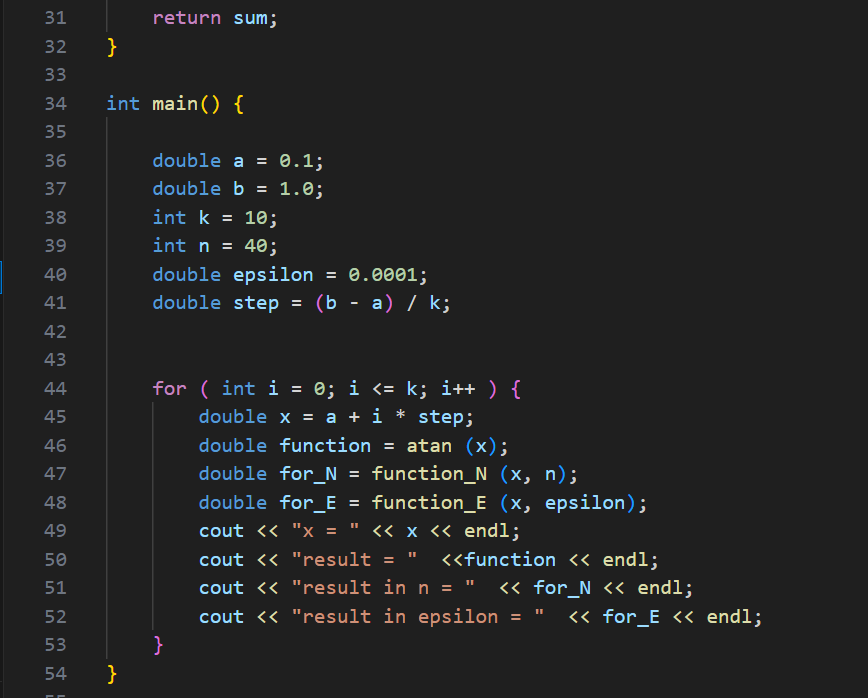 31 return sum;
32 }
33
34 int main() {
35
36 double a = 0.1;
37 double b = 1.0;
38 int k = 10;
39 int n = 40;
40 double epsilon = 0.0001;
41 double step = (b - a) / k;
42
43
44 for ( int i = 0; i <= k; i++ ) {
45 double x = a + i * step;
46 double function = atan (x);
47 double for_N = function_N (x, n);
48 double for_E = function_E (x, epsilon);
49 cout << "x = " << x << endl;
50 cout << "result = "  <<function << endl;
51 cout << "result in n = "  << for_N << endl;
52 cout << "result in epsilon = "  << for_E << endl;
53 }
54 }